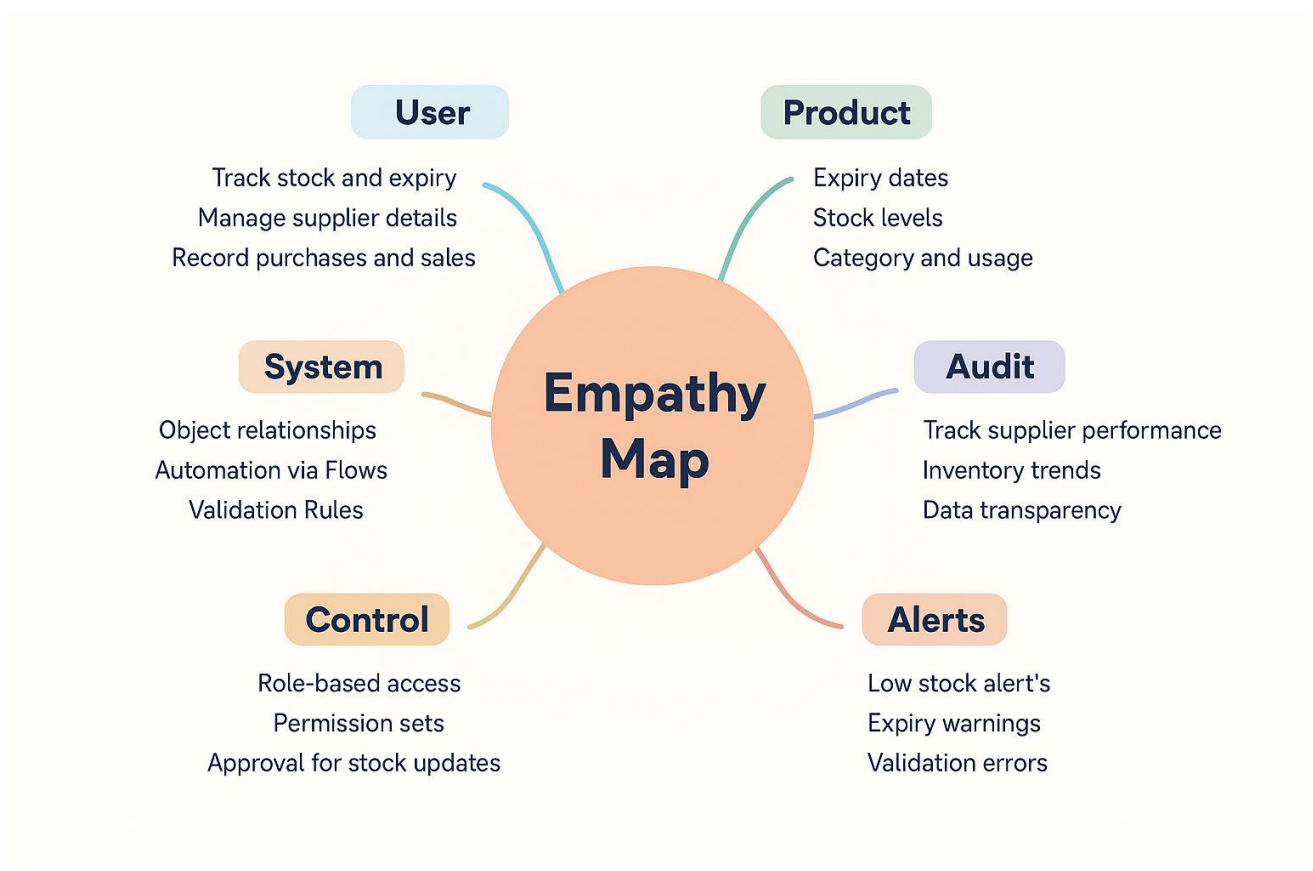 User
Track stock and expiry
Manage supplier details
Record purchases and sales
Product
Expiry dates
Stock levels
Category and usage
System
Object relationships
Automation via Flows
Validation Rules
Empathy
Map
Audit
Track supplier performance
Inventory trends
Data transparency
Control
Role-based access
Permission sets
Approval for stock updates
Alerts
Low stock alert's
Expiry warnings
Validation errors